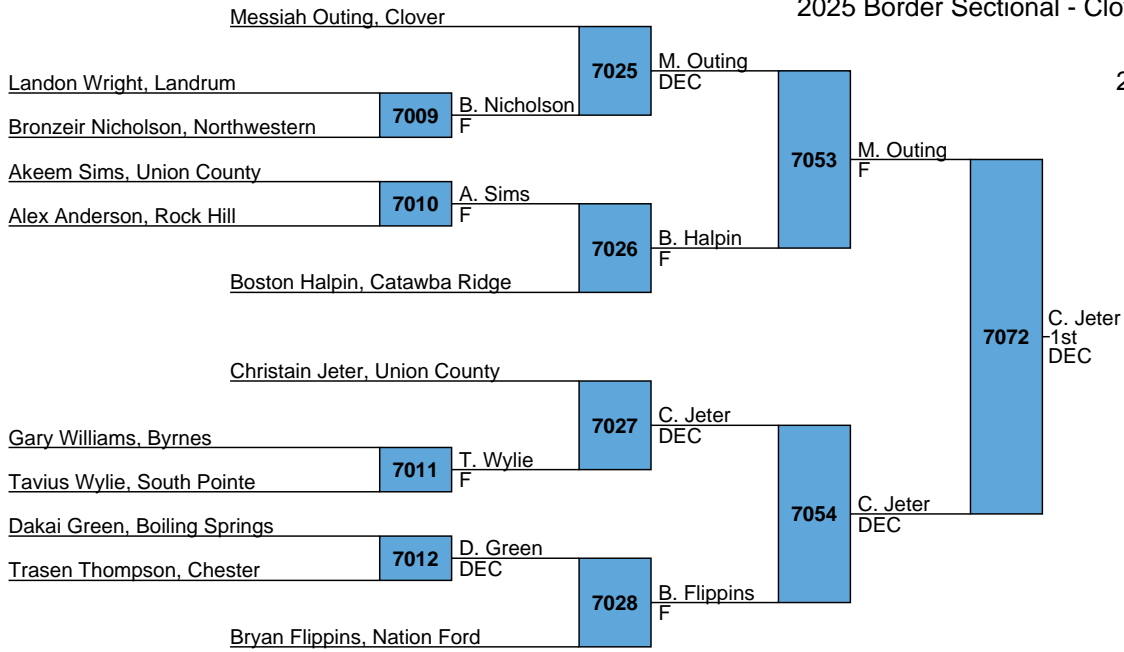 2025 Border Sectional - Clo
2
Messiah Outing, Clover
7025
M. Outing
DEC
Landon Wright, Landrum
7009
B. Nicholson
F
Bronzeir Nicholson, Northwestern
7053
M. Outing
F
Akeem Sims, Union County
7010
A. Sims
F
Alex Anderson, Rock Hill
7026
B. Halpin
F
Boston Halpin, Catawba Ridge
7072
C. Jeter
1st
DEC
Christain Jeter, Union County
7027
C. Jeter
DEC
Gary Williams, Byrnes
7011
T. Wylie
F
Tavius Wylie, South Pointe
7054
C. Jeter
DEC
Dakai Green, Boiling Springs
7012
D. Green
DEC
Trasen Thompson, Chester
7028
B. Flippins
F
Bryan Flippins, Nation Ford